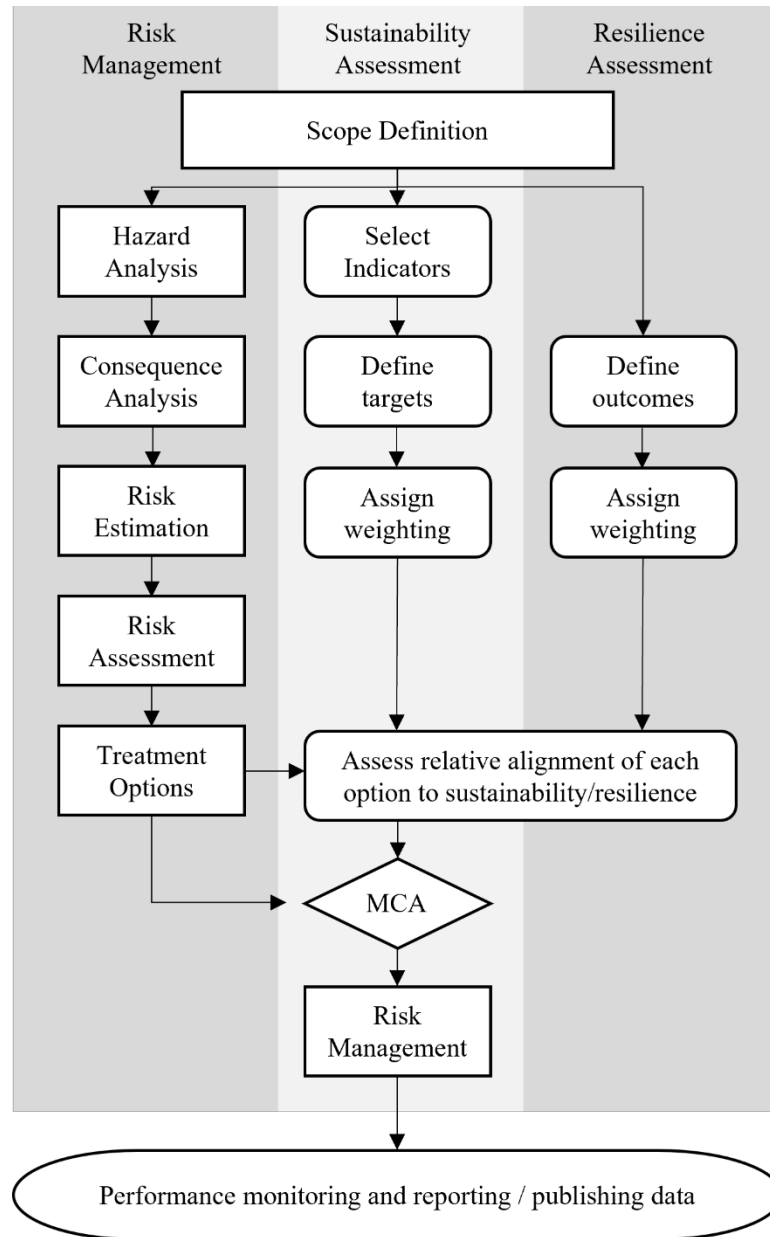 Risk
Management
Sustainability
Assessment
Resilience
Assessment
Scope Definition
Hazard
Analysis
Select
Indicators
Consequence
Analysis
Define
targets
Define
outcomes
Risk
Estimation
Assign
weighting
Assign
weighting
Risk
Assessment
Treatment
Options
Assess relative alignment of each
option to sustainability/resilience
MCA
Risk
Management
Performance monitoring and reporting / publishing data